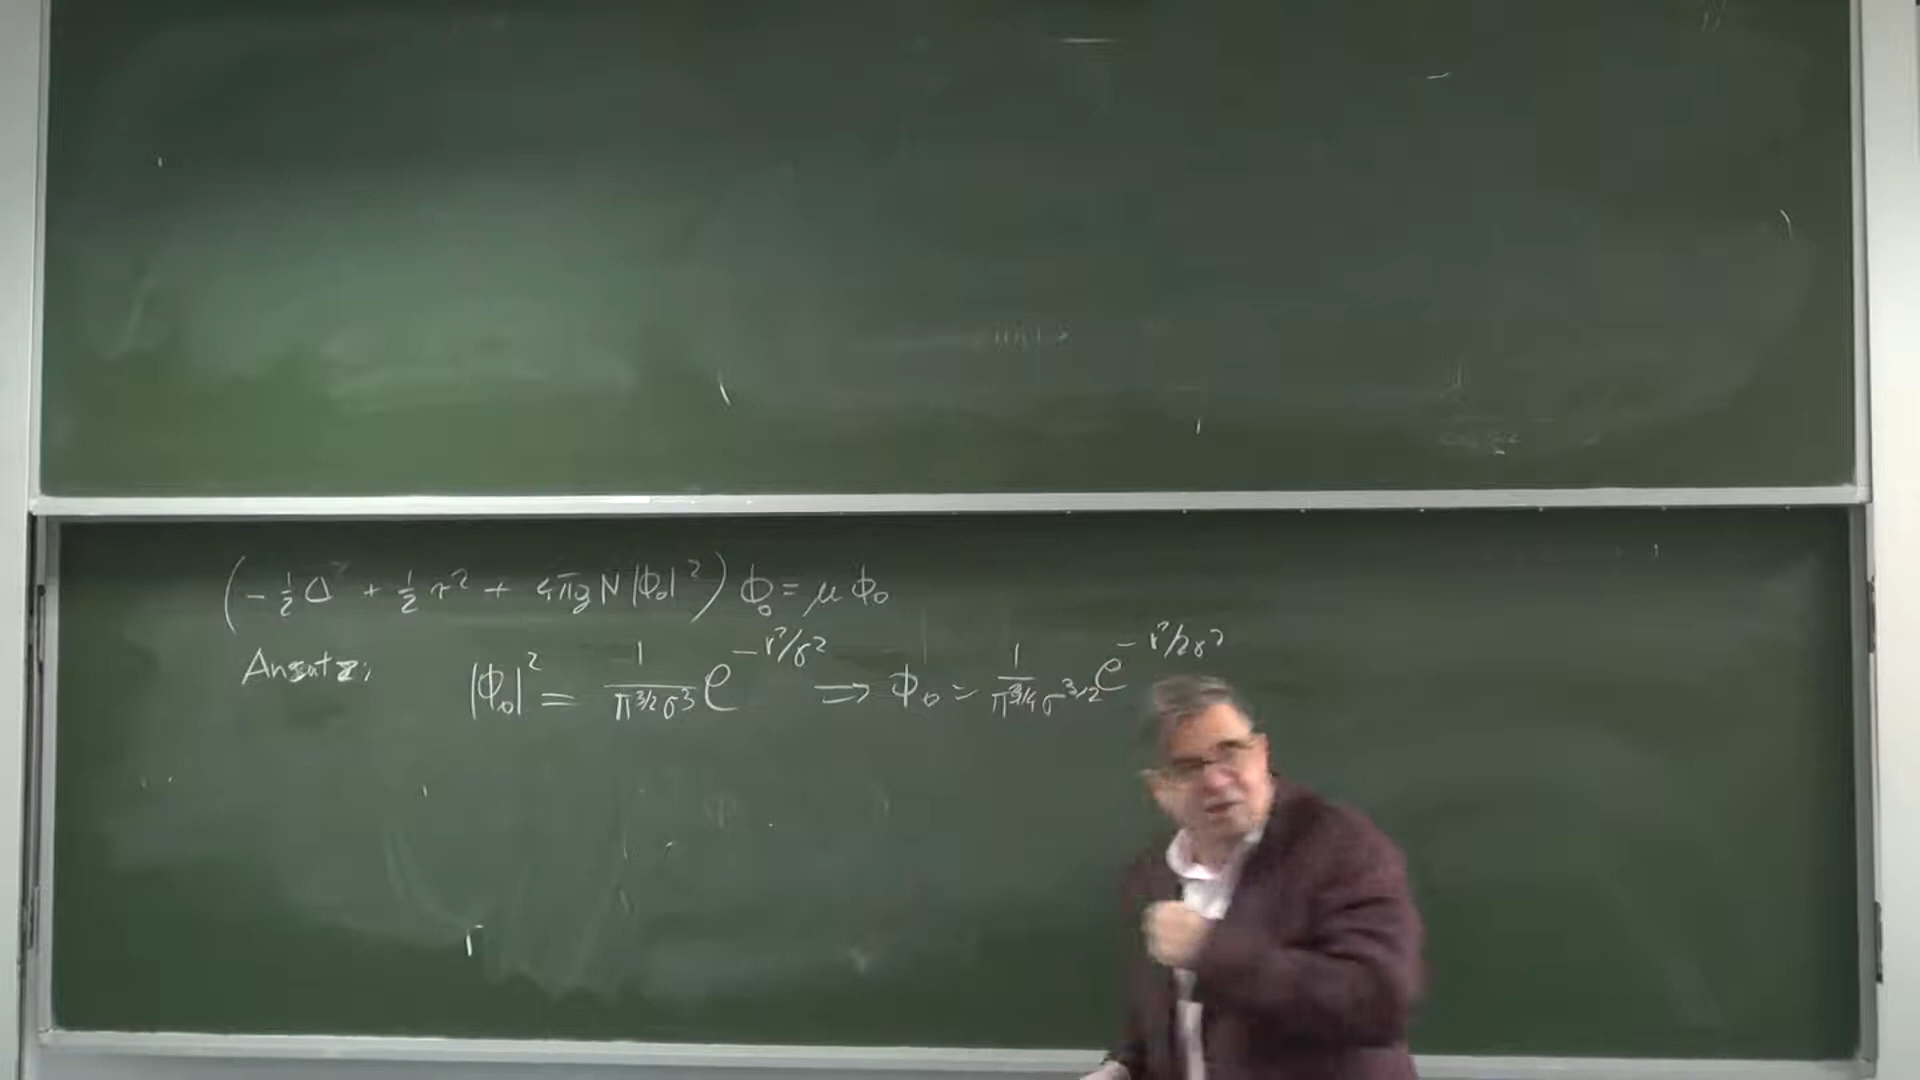 (-½Δ + ½r² + 4πgN|ϕ₀|²)ϕ₀ = μϕ₀
Ansatz: |ϕ₀|² = 1/(π^{3/2}σ³) e^{-r²/σ²} ⟹ ϕ₀ = 1/(π^{3/4}σ^{3/2}) e^{-r²/2σ²}